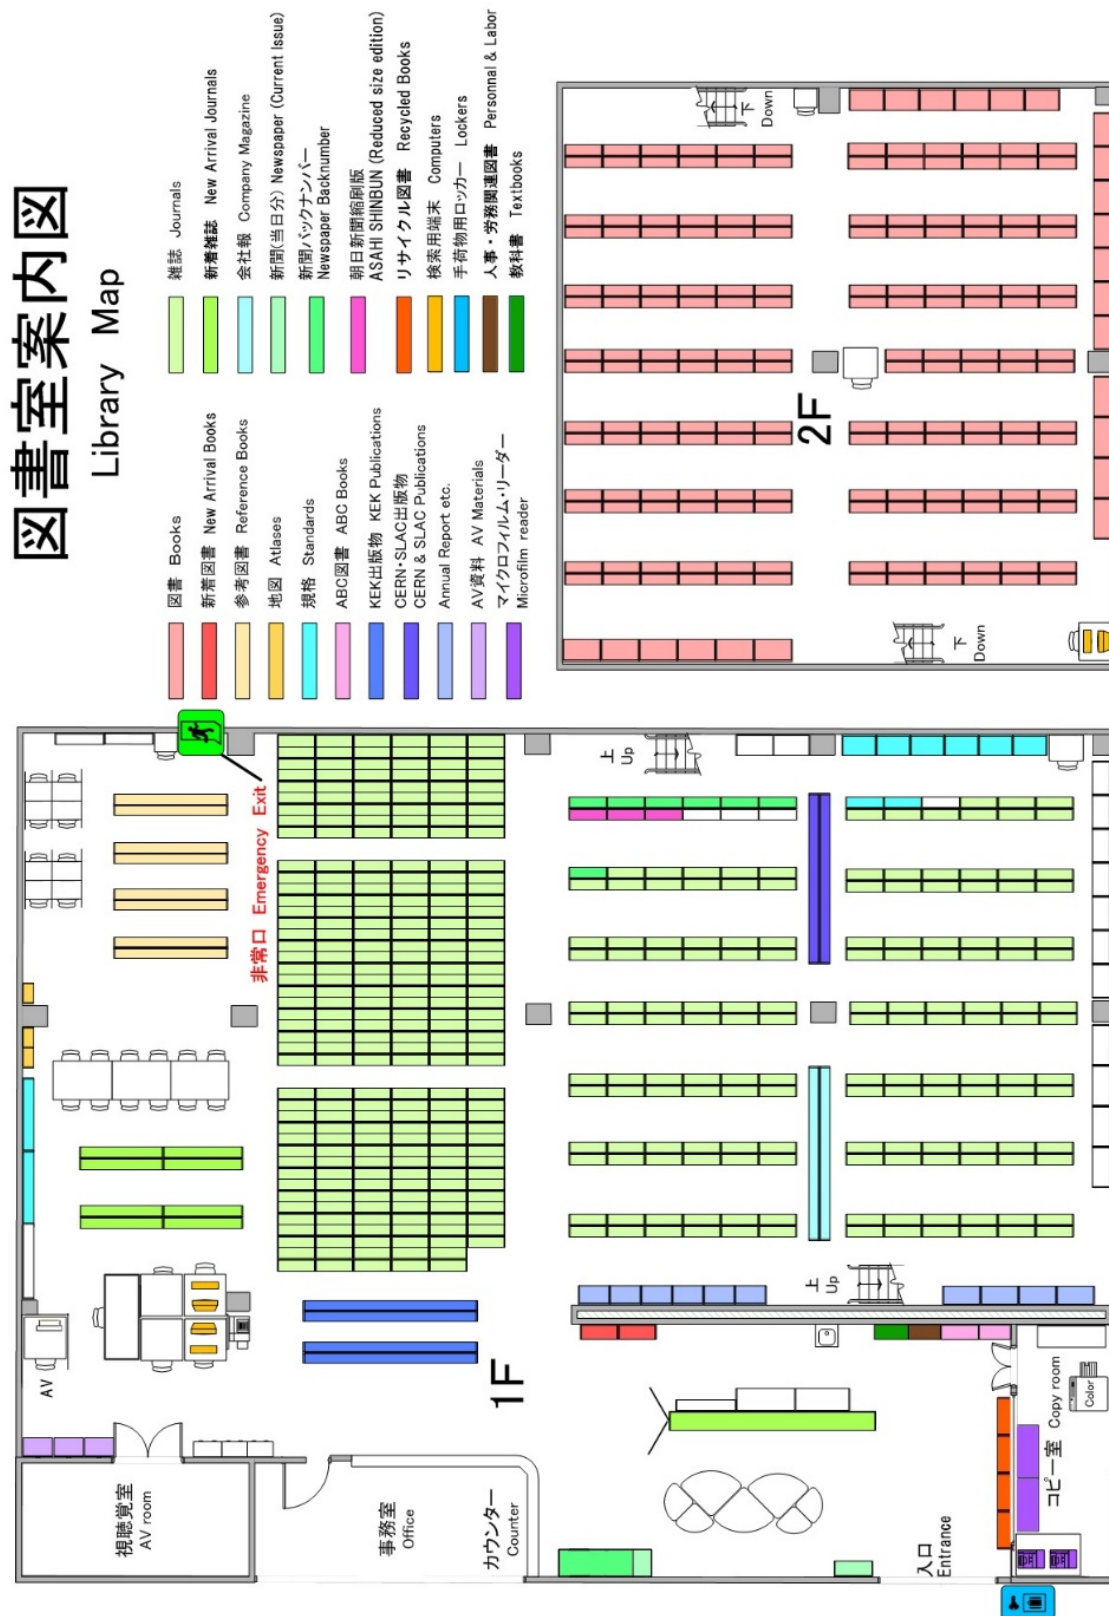 図書室案内図
Library Map
図書 Books
新着図書 New Arrival Books
参考図書 Reference Books
地図 Atlases
規格 Standards
ABC図書 ABC Books
KEK出版物 KEK Publications
CERN・SLAC出版物
CERN & SLAC Publications
Annual Report etc.
AV資料 AV Materials
マイクロフィルム・リーダー
Microfilm reader
雑誌 Journals
新着雑誌 New Arrival Journals
会社報 Company Magazine
新聞(当日分) Newspaper (Current Issue)
新聞バックナンバー
Newspaper Backnumber
朝日新聞縮刷版
ASAHI SHINBUN (Reduced size edition)
リサイクル図書 Recycled Books
検索用端末 Computers
手荷物用ロッカー Lockers
人事・労務関連図書 Personnal & Labor
教科書 Textbooks
非常口 Emergency Exit
上
Up
上
Up
AV
1F
視聴覚室
AV room
事務室
Office
カウンター
Counter
入口
Entrance
コピー室 Copy room
Color
下
Down
2F
下
Down